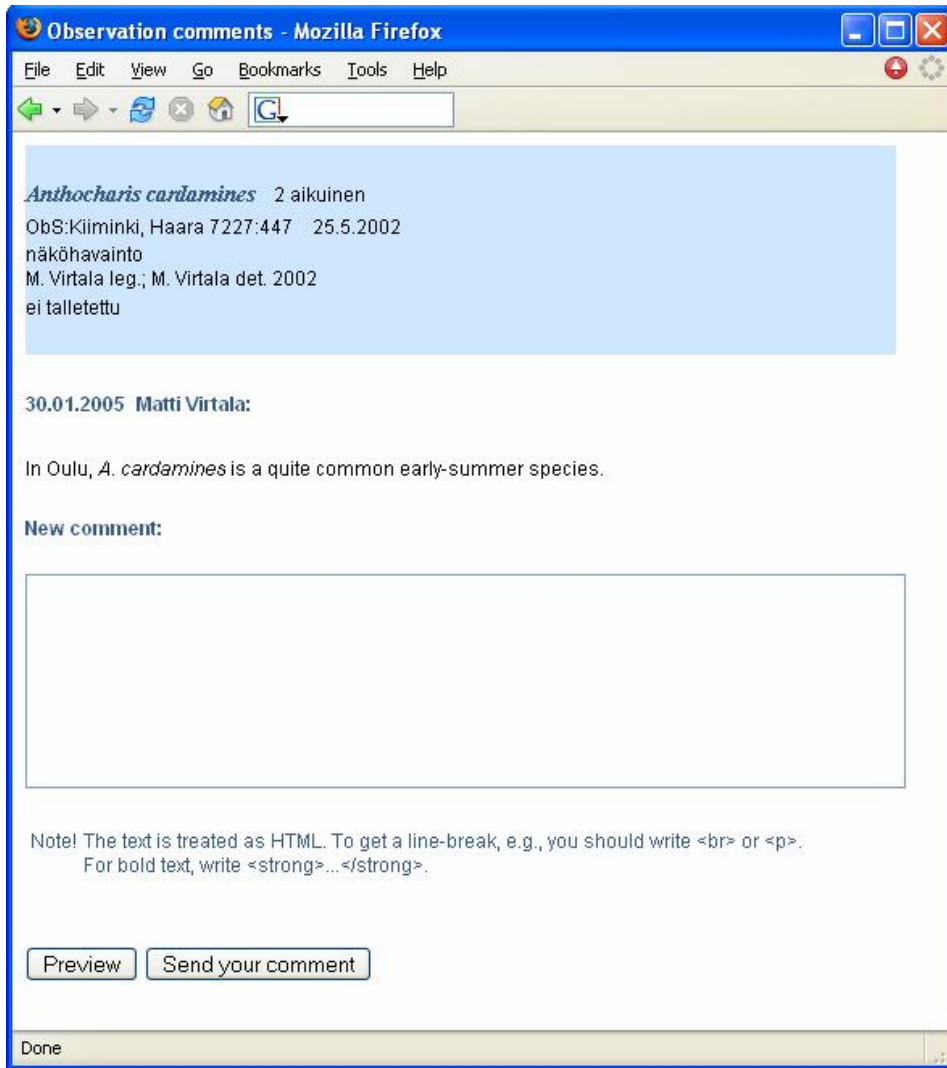 Observation comments - Mozilla Firefox
File Edit View Go Bookmarks Tools Help
G
Anthocharis cardamines 2 aikuinen
ObS:Kiiminki, Haara 7227:447 25.5.2002
näköhavainto
M. Virtala leg.; M. Virtala det. 2002
ei talletettu
30.01.2005 Matti Virtala:
In Oulu, A. cardamines is a quite common early-summer species.
New comment:
Note! The text is treated as HTML. To get a line-break, e.g., you should write <br> or <p>.
For bold text, write <strong>...</strong>.
Preview Send your comment
Done